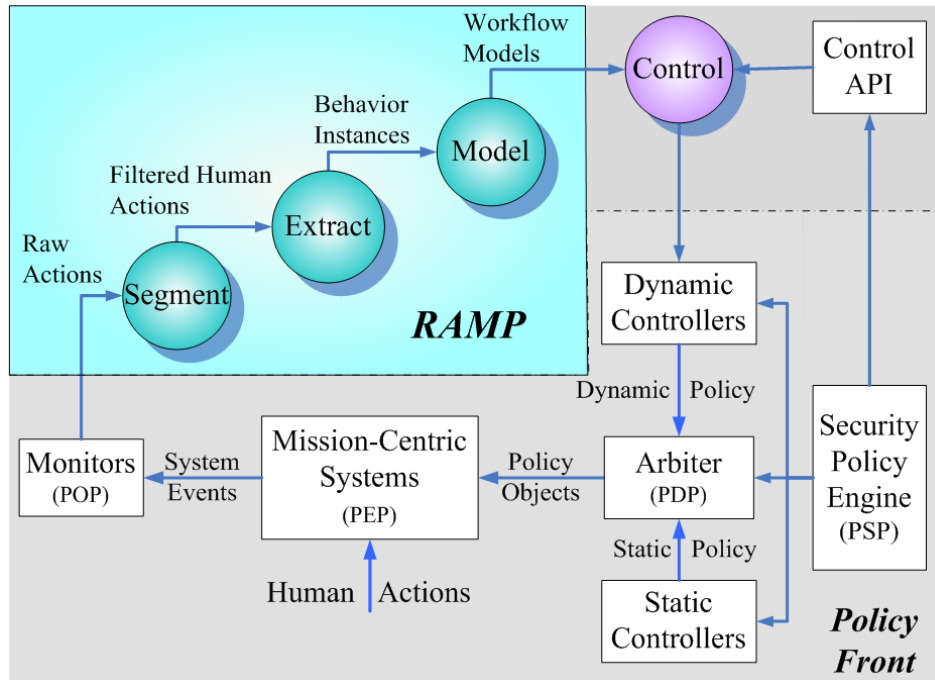 Workflow
Models
Control
Control
API
Behavior
Instances
Model
Filtered Human
Actions
Extract
Raw
Actions
Segment
RAMP
Dynamic
Controllers
Dynamic Policy
Monitors
(POP)
System
Events
Mission-Centric
Systems
(PEP)
Policy
Objects
Arbiter
(PDP)
Security
Policy
Engine
(PSP)
Static Policy
Human Actions
Static
Controllers
Policy
Front